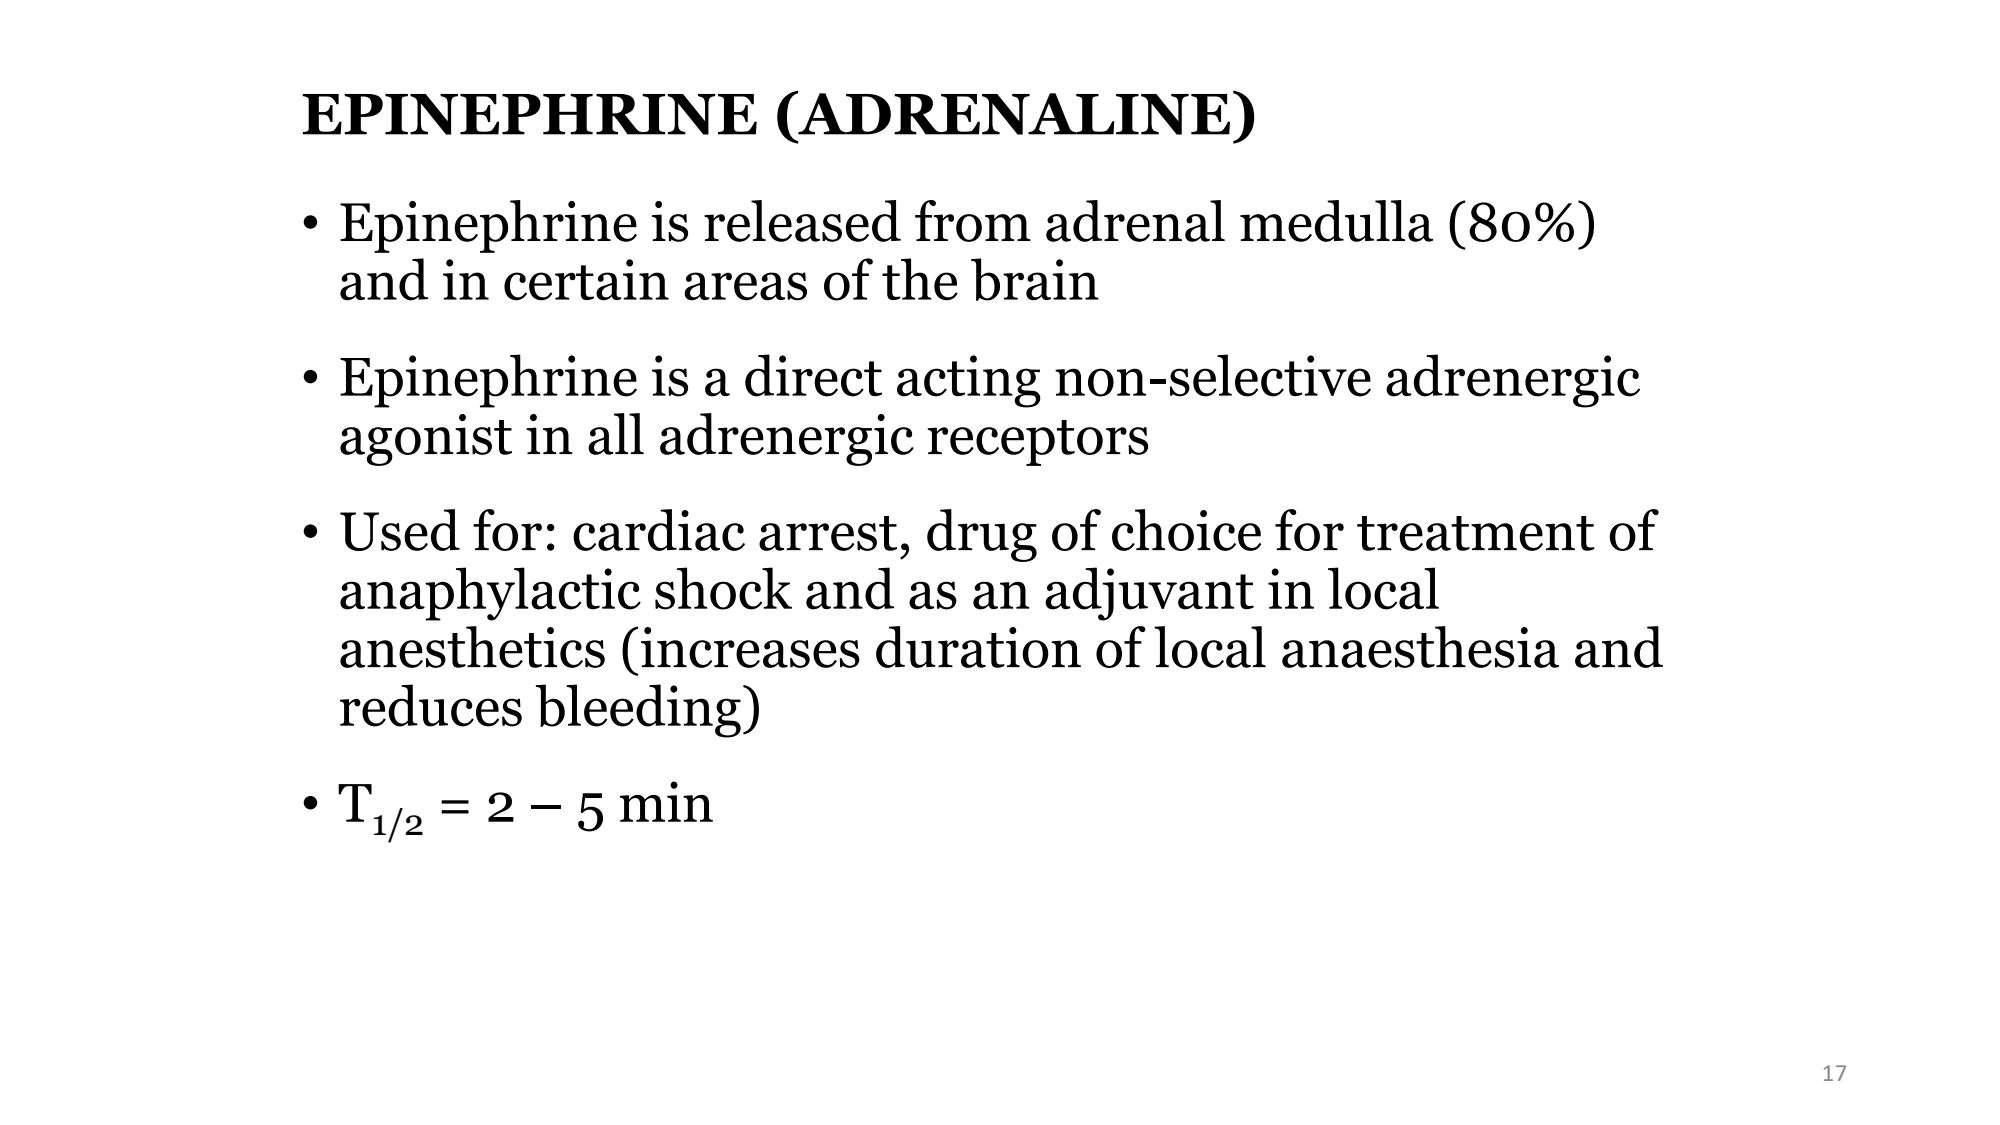 EPINEPHRINE (ADRENALINE)
• Epinephrine is released from adrenal medulla (80%)
and in certain areas of the brain
• Epinephrine is a direct acting non-selective adrenergic
agonist in all adrenergic receptors
• Used for: cardiac arrest, drug of choice for treatment of
anaphylactic shock and as an adjuvant in local
anesthetics (increases duration of local anaesthesia and
reduces bleeding)
• T1/2 = 2 – 5 min
17